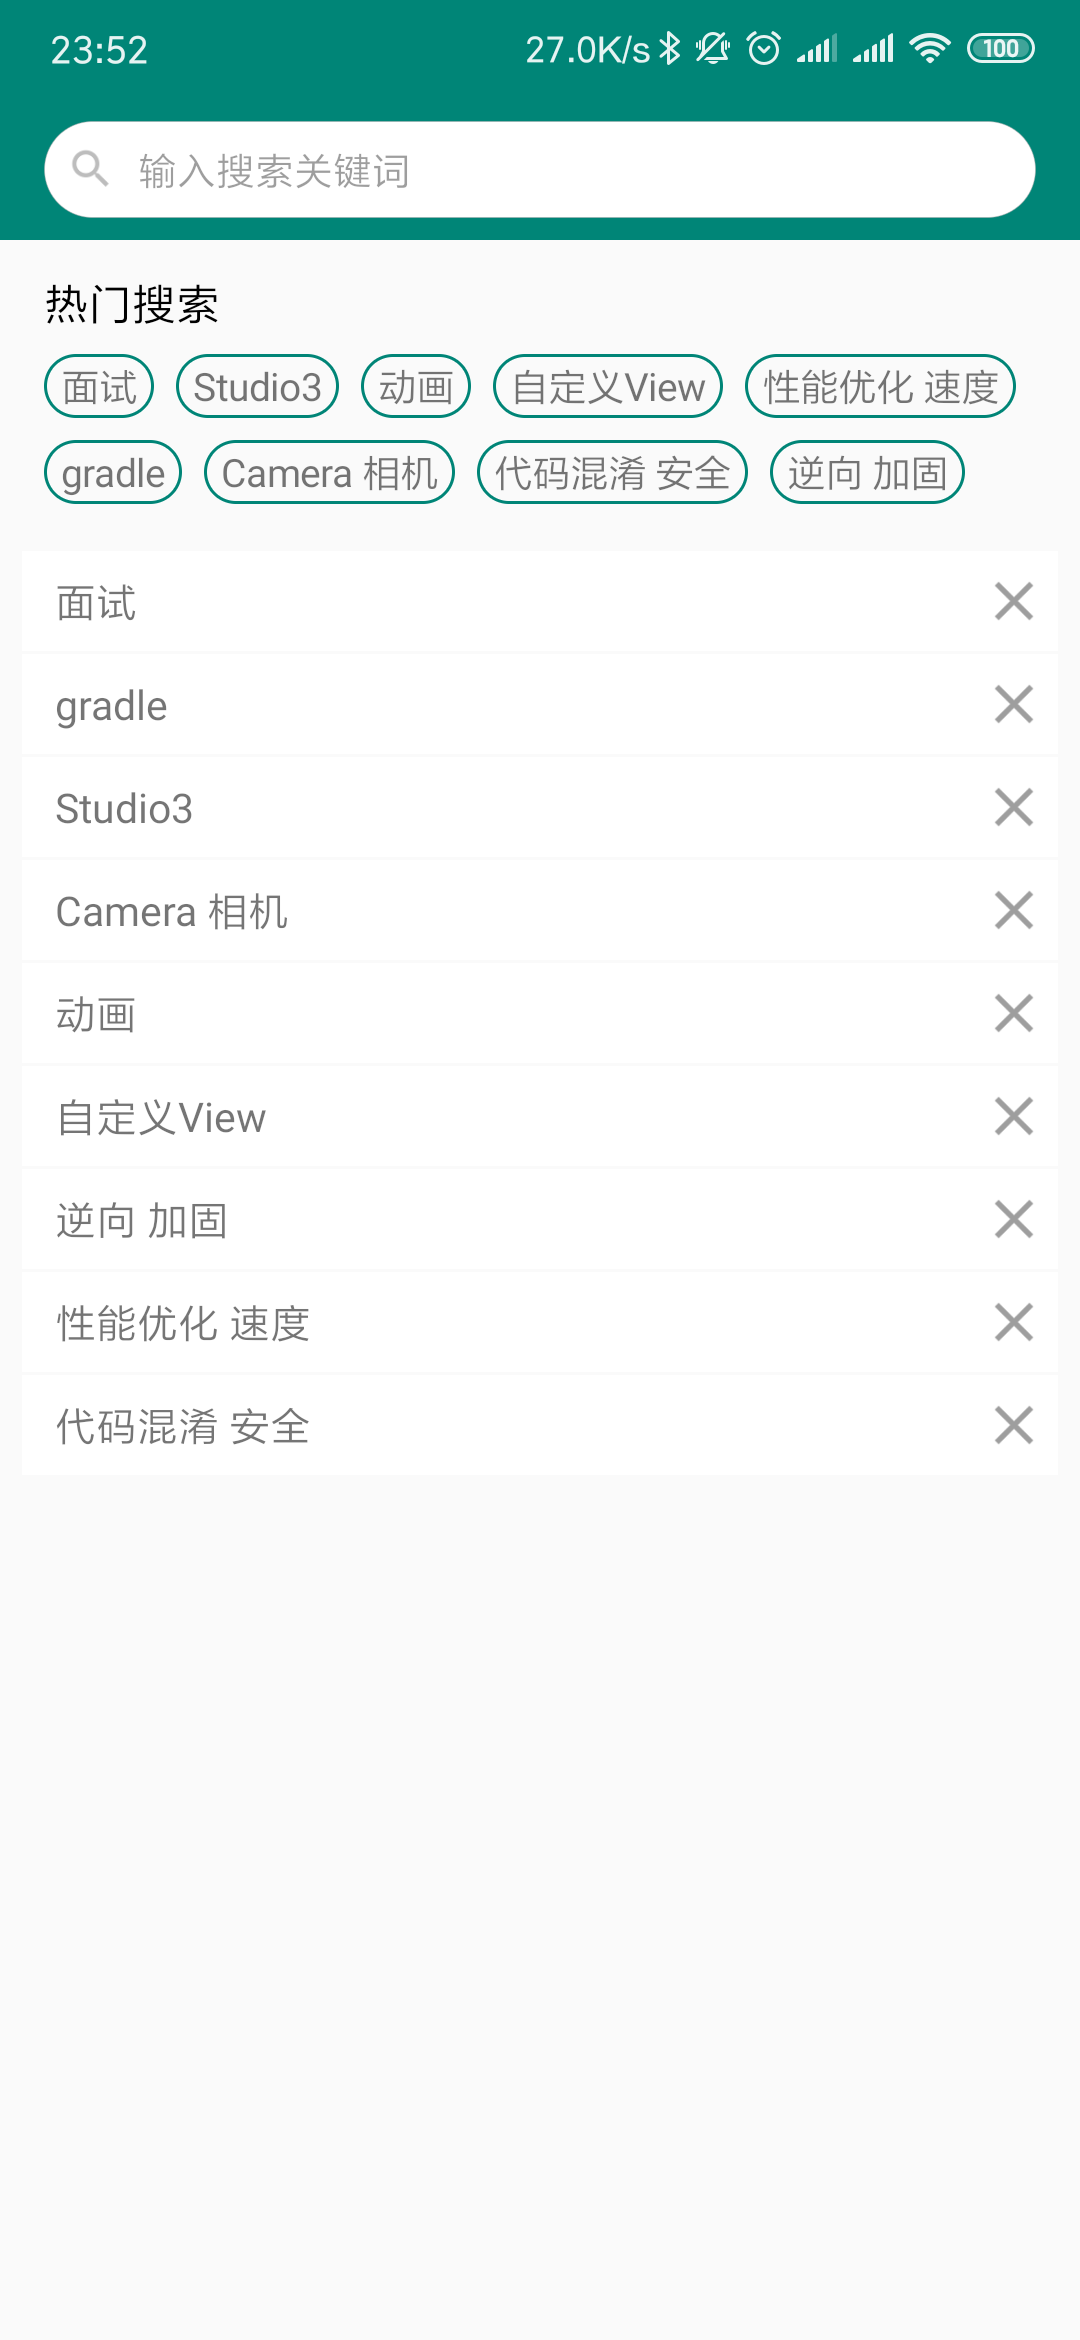 23:52 27.0K/s 100
输入搜索关键词
热门搜索
面试 Studio3 动画 自定义View 性能优化 速度
gradle Camera 相机 代码混淆 安全 逆向 加固
面试
gradle
Studio3
Camera 相机
动画
自定义View
逆向 加固
性能优化 速度
代码混淆 安全